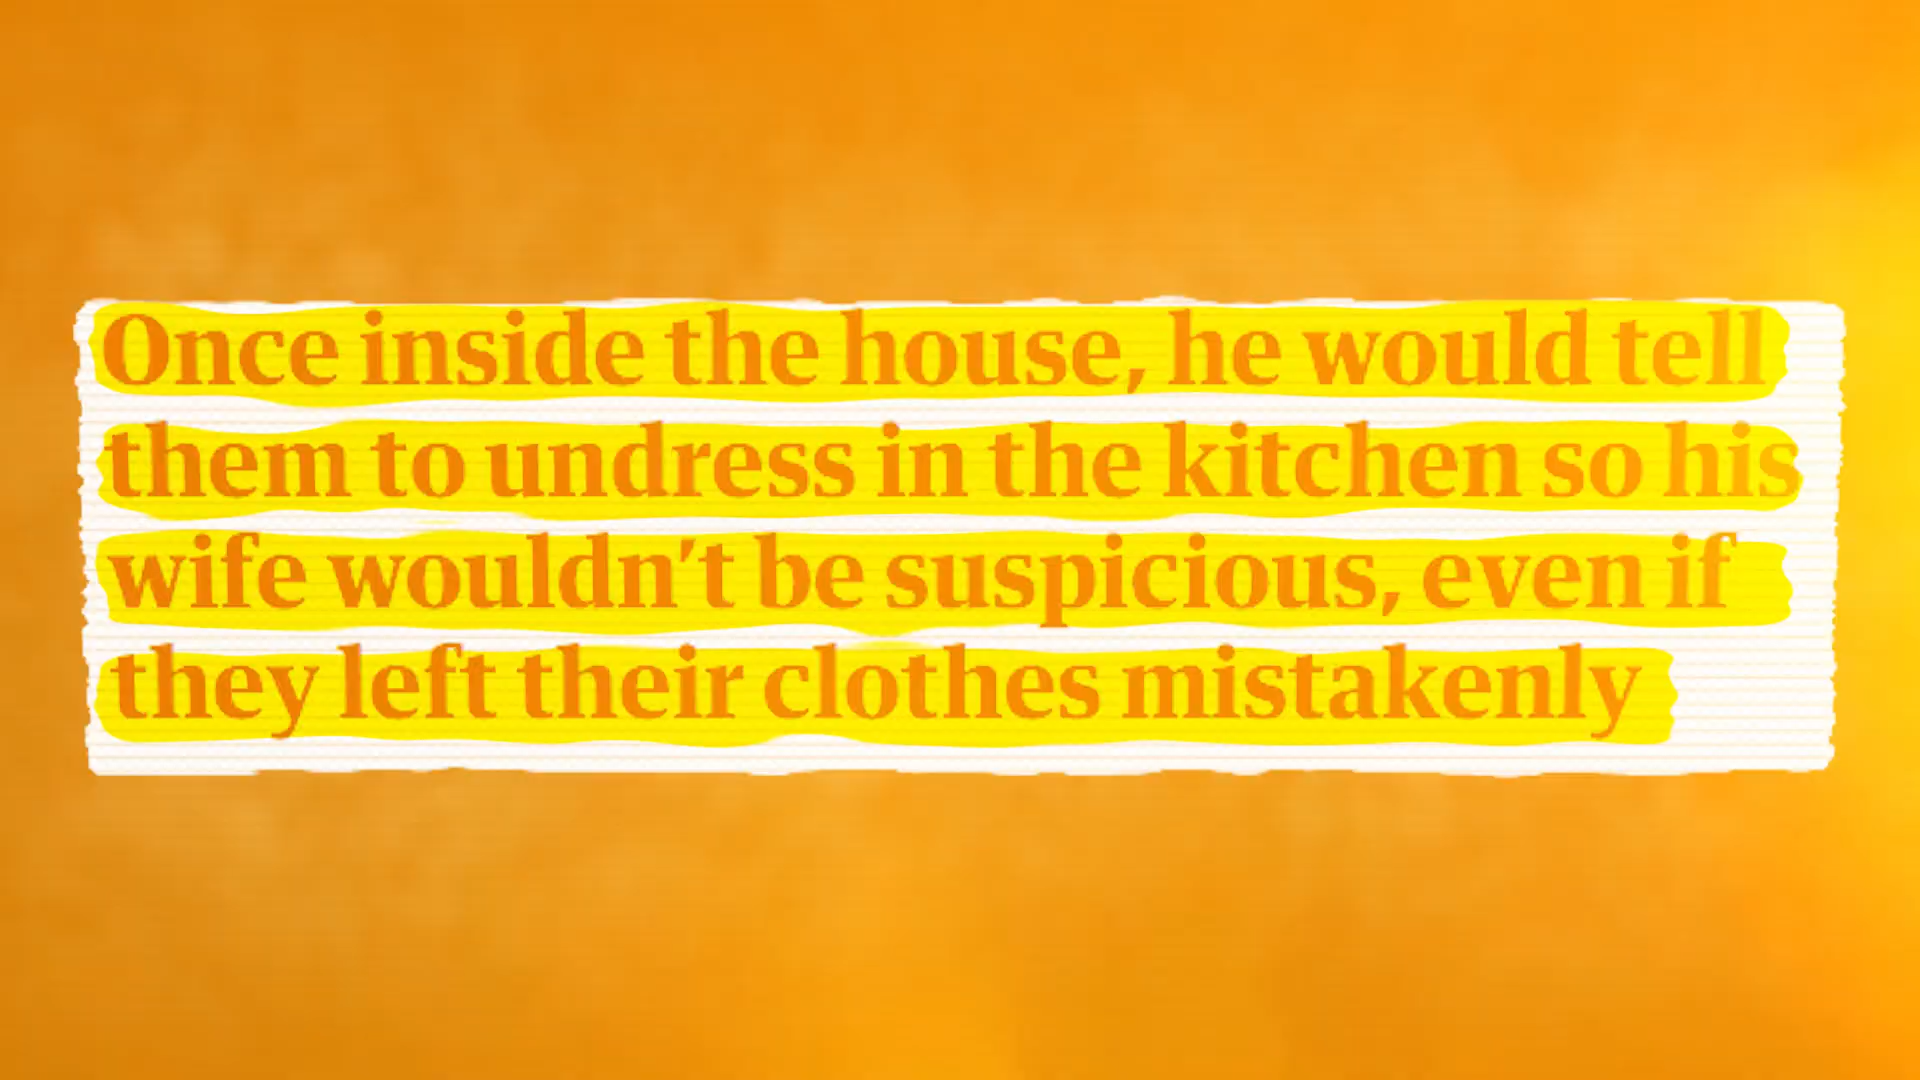 Once inside the house, he would tell
them to undress in the kitchen so his
wife wouldn't be suspicious, even if
they left their clothes mistakenly